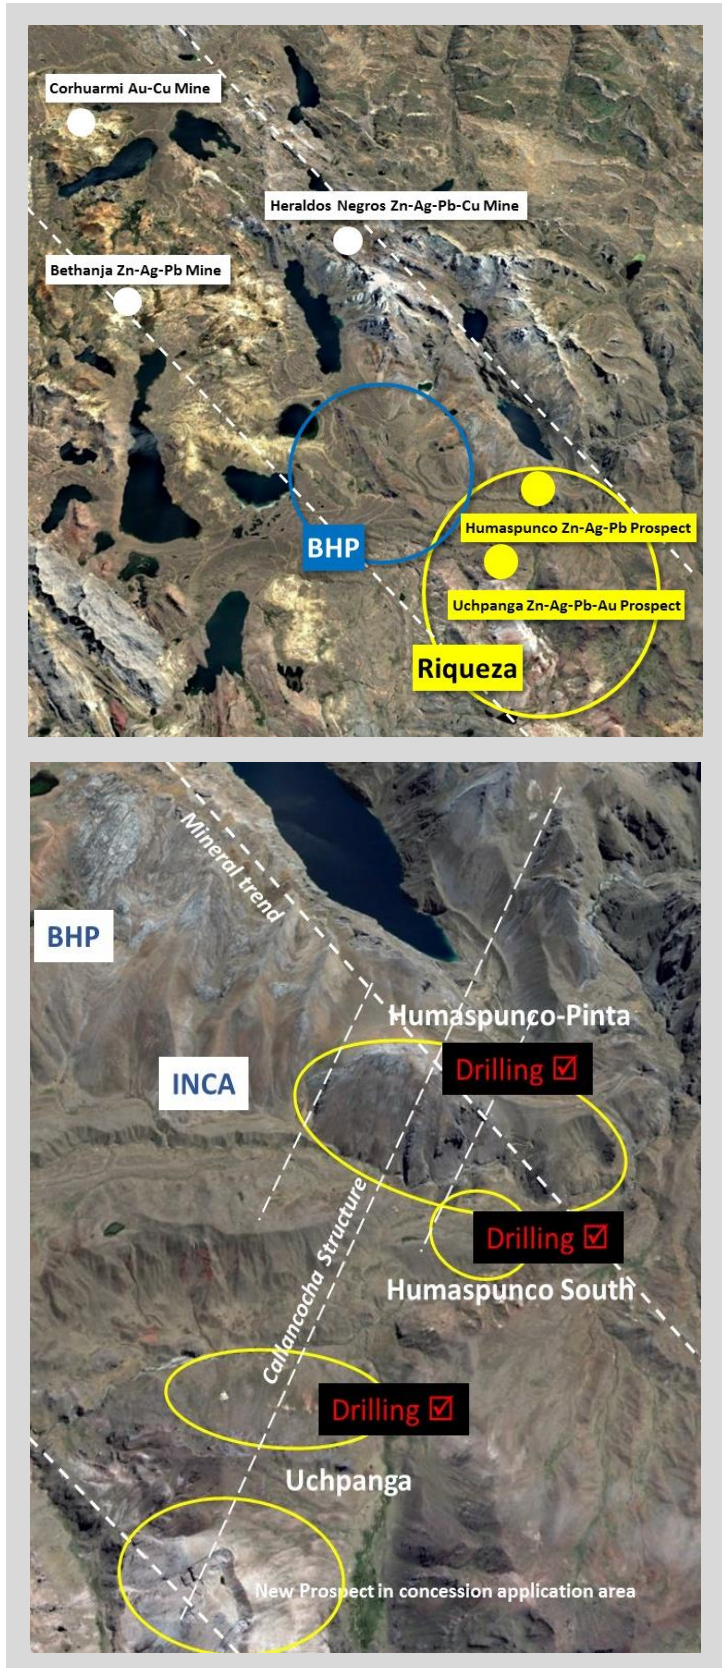 Corhuarmi Au-Cu Mine
Heraldos Negros Zn-Ag-Pb-Cu Mine
Bethanja Zn-Ag-Pb Mine
Humaspunco Zn-Ag-Pb Prospect
BHP
Uchpanga Zn-Ag-Pb-Au Prospect
Riqueza
Mineral trend
BHP
Humaspunco-Pinta
Drilling ☑
INCA
Callancocha Structure
Drilling ☑
Humaspunco South
Drilling ☑
Uchpanga
New Prospect in concession application area